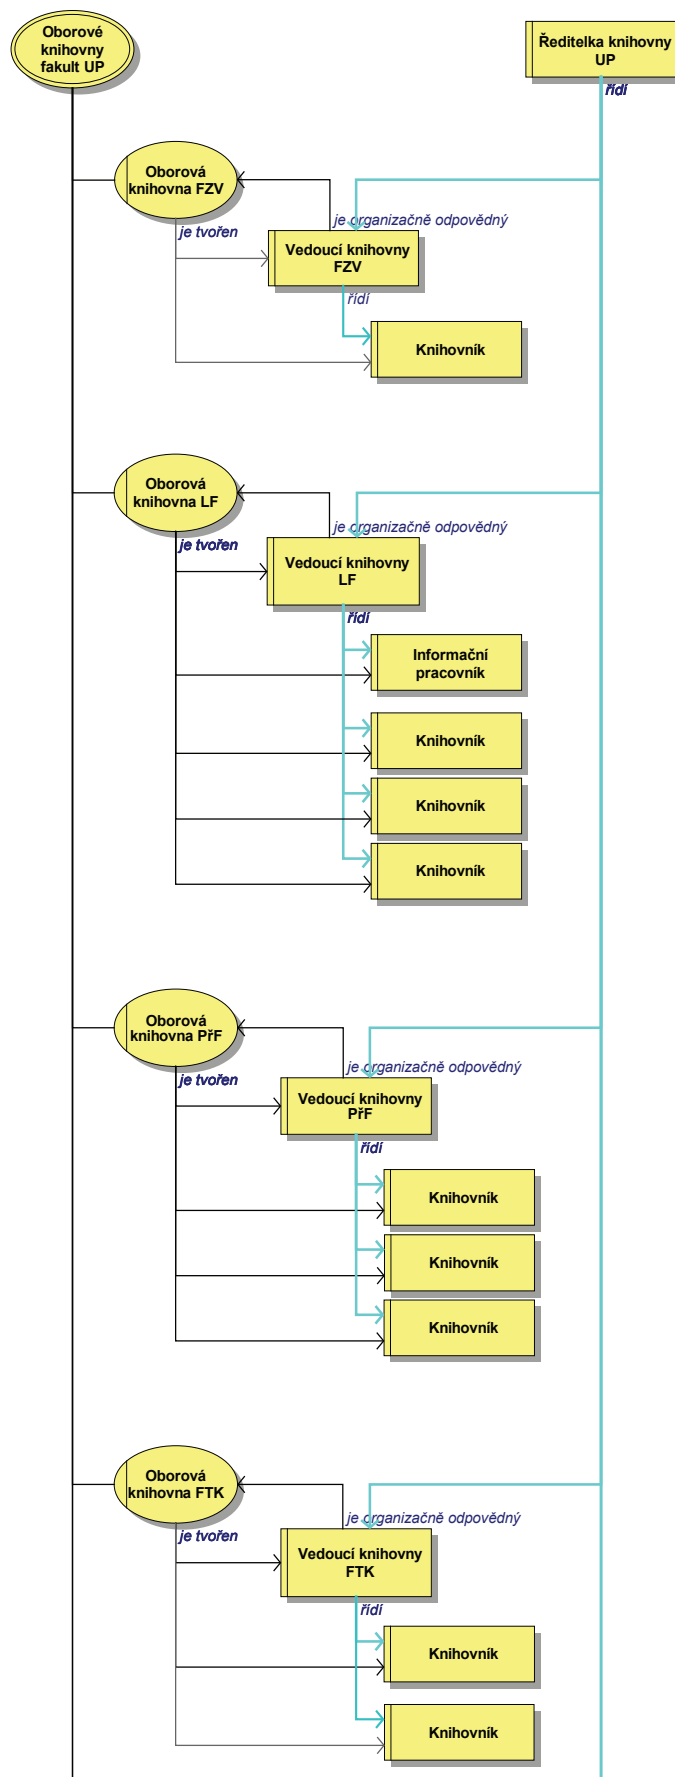 Oborové
knihovny
fakult UP
Ředitelka knihovny
UP
řídí
Oborová
knihovna FZV
je tvořen
je organizačně odpovědný
Vedoucí knihovny
FZV
řídí
Knihovník
Oborová
knihovna LF
je tvořen
je organizačně odpovědný
Vedoucí knihovny
LF
řídí
Informační
pracovník
Knihovník
Knihovník
Knihovník
Oborová
knihovna PřF
je tvořen
je organizačně odpovědný
Vedoucí knihovny
PřF
řídí
Knihovník
Knihovník
Knihovník
Oborová
knihovna FTK
je tvořen
je organizačně odpovědný
Vedoucí knihovny
FTK
řídí
Knihovník
Knihovník